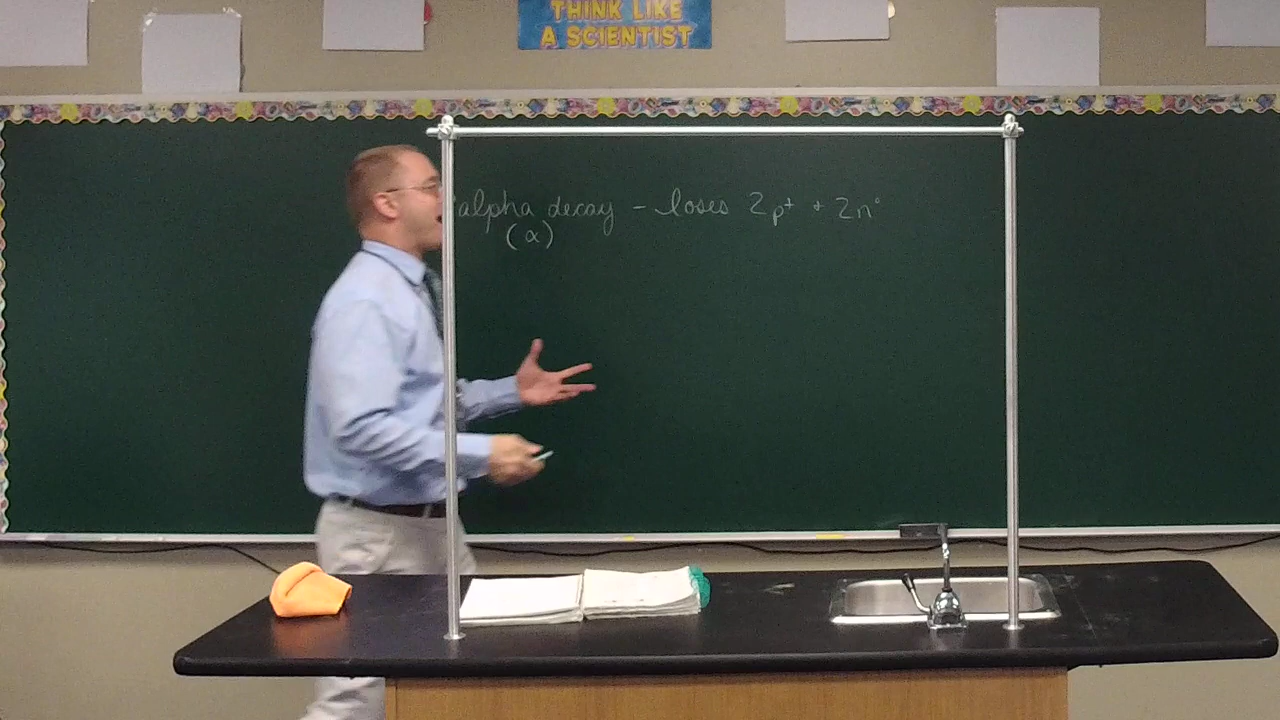 THINK LIKE
A SCIENTIST
alpha decay - loses 2p⁺ + 2n°
(α)